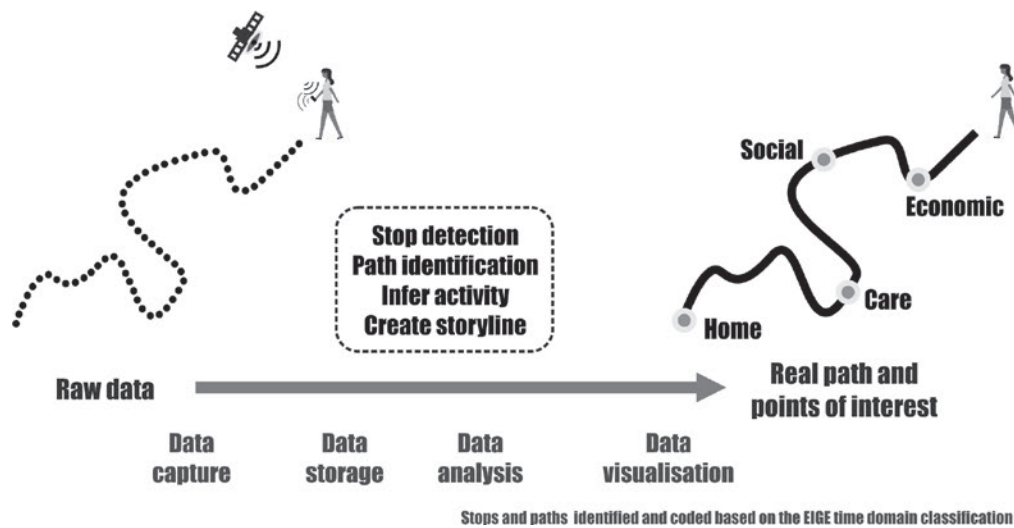 Stop detection
Path identification
Infer activity
Create storyline
Social
Economic
Care
Home
Raw data
Real path and
points of interest
Data
capture
Data
storage
Data
analysis
Data
visualisation
Stops and paths identified and coded based on the EIGE time domain classification